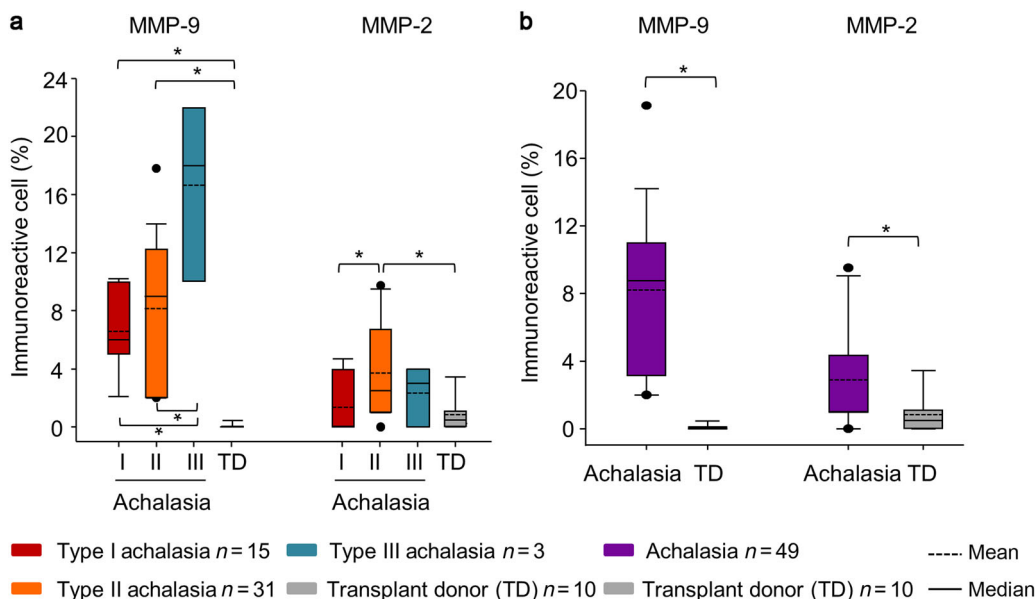 a
MMP-9
MMP-2
Immunoreactive cell (%)
24
20
16
12
8
4
0
*
*
*
*
*
*
I II III TD
Achalasia
I II III TD
Achalasia
b
MMP-9
MMP-2
Immunoreactive cell (%)
20
16
12
8
4
0
*
*
Achalasia TD
Achalasia TD
Type I achalasia n = 15
Type III achalasia n = 3
Achalasia n = 49
Mean
Type II achalasia n = 31
Transplant donor (TD) n = 10
Transplant donor (TD) n = 10
Median